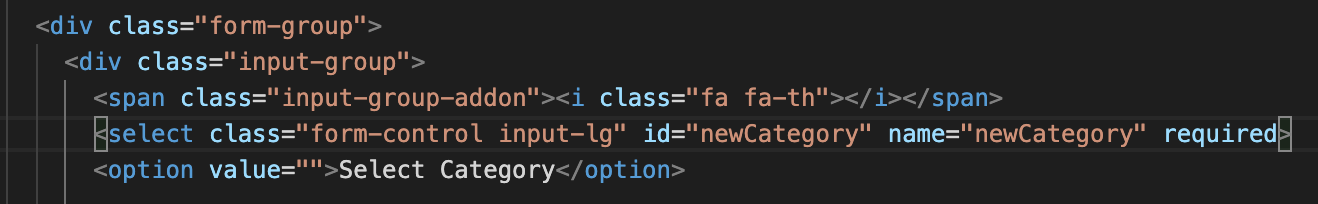 <div class="form-group">
<div class="input-group">
<span class="input-group-addon"><i class="fa fa-th"></i></span>
<select class="form-control input-lg" id="newCategory" name="newCategory" required>
<option value="">Select Category</option>